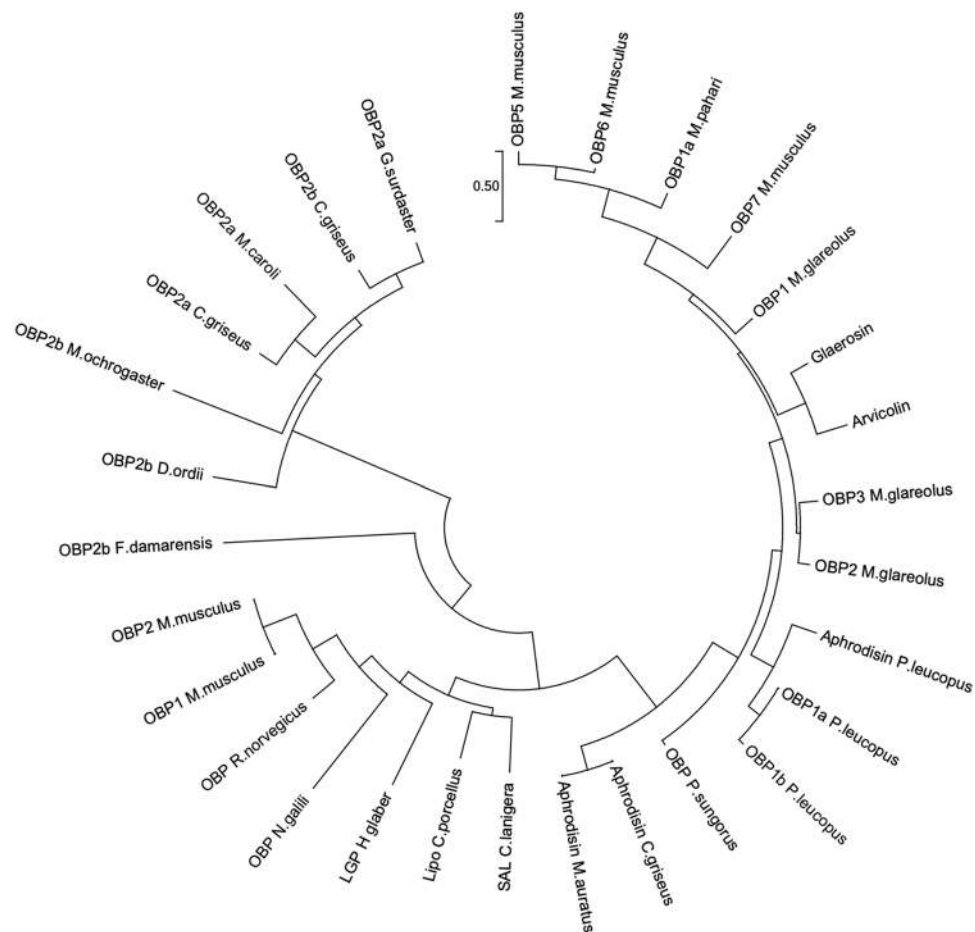 OBP5 M.musculus
OBP6 M.musculus
OBP1a M.pahari
OBP7 M.musculus
OBP1 M.glareolus
Glaerosin
Arvicolin
OBP3 M.glareolus
OBP2 M.glareolus
Aphrodisin P.leucopus
OBP1a P.leucopus
OBP1b P.leucopus
OBP P.sungorus
Aphrodisin C.griseus
Aphrodisin M.auratus
SAL C.lanigera
Lipo C.porcellus
LGP H glaber
OBP N.galili
OBP R.norvegicus
OBP1 M.musculus
OBP2 M.musculus
OBP2b F.damarensis
OBP2b D.ordii
OBP2b M.ochrogaster
OBP2a C.griseus
OBP2a M.caroli
OBP2b C.griseus
OBP2a G.surdaster
0.50